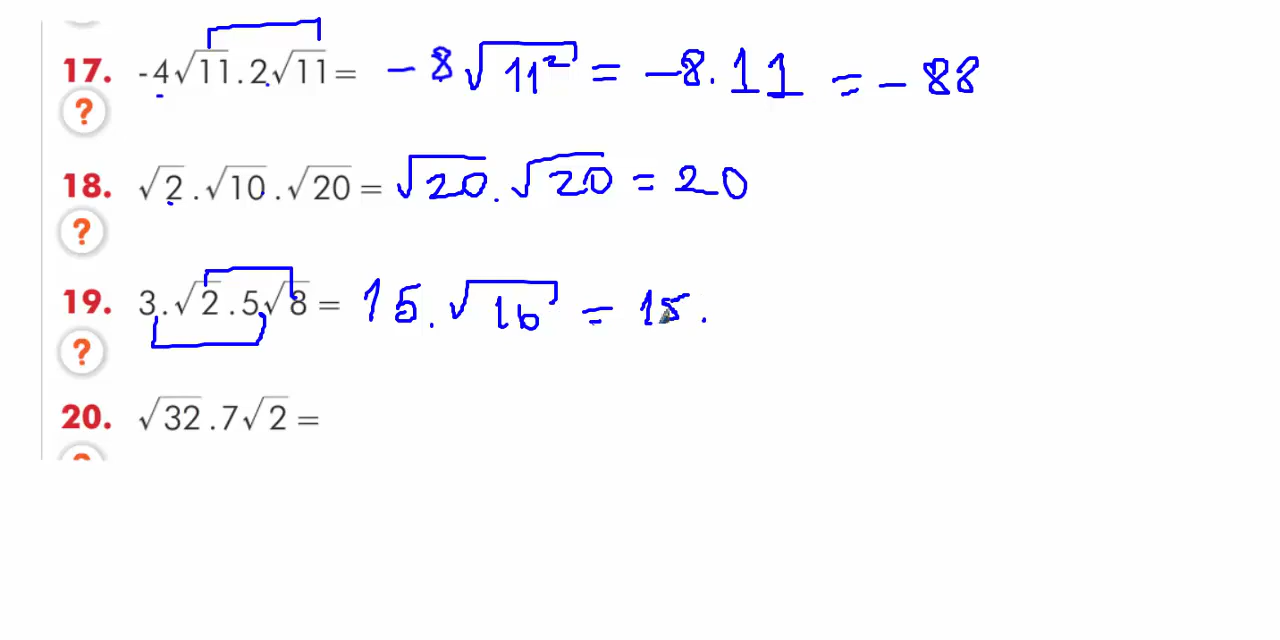 17. -4√11 . 2√11 = -8√11² = -8.11 = -88
?
18. √2 . √10 . √20 = √20 . √20 = 20
?
19. 3 . √2 . 5√8 = 15 . √16 = 15 .
?
20. √32 . 7√2 =
?